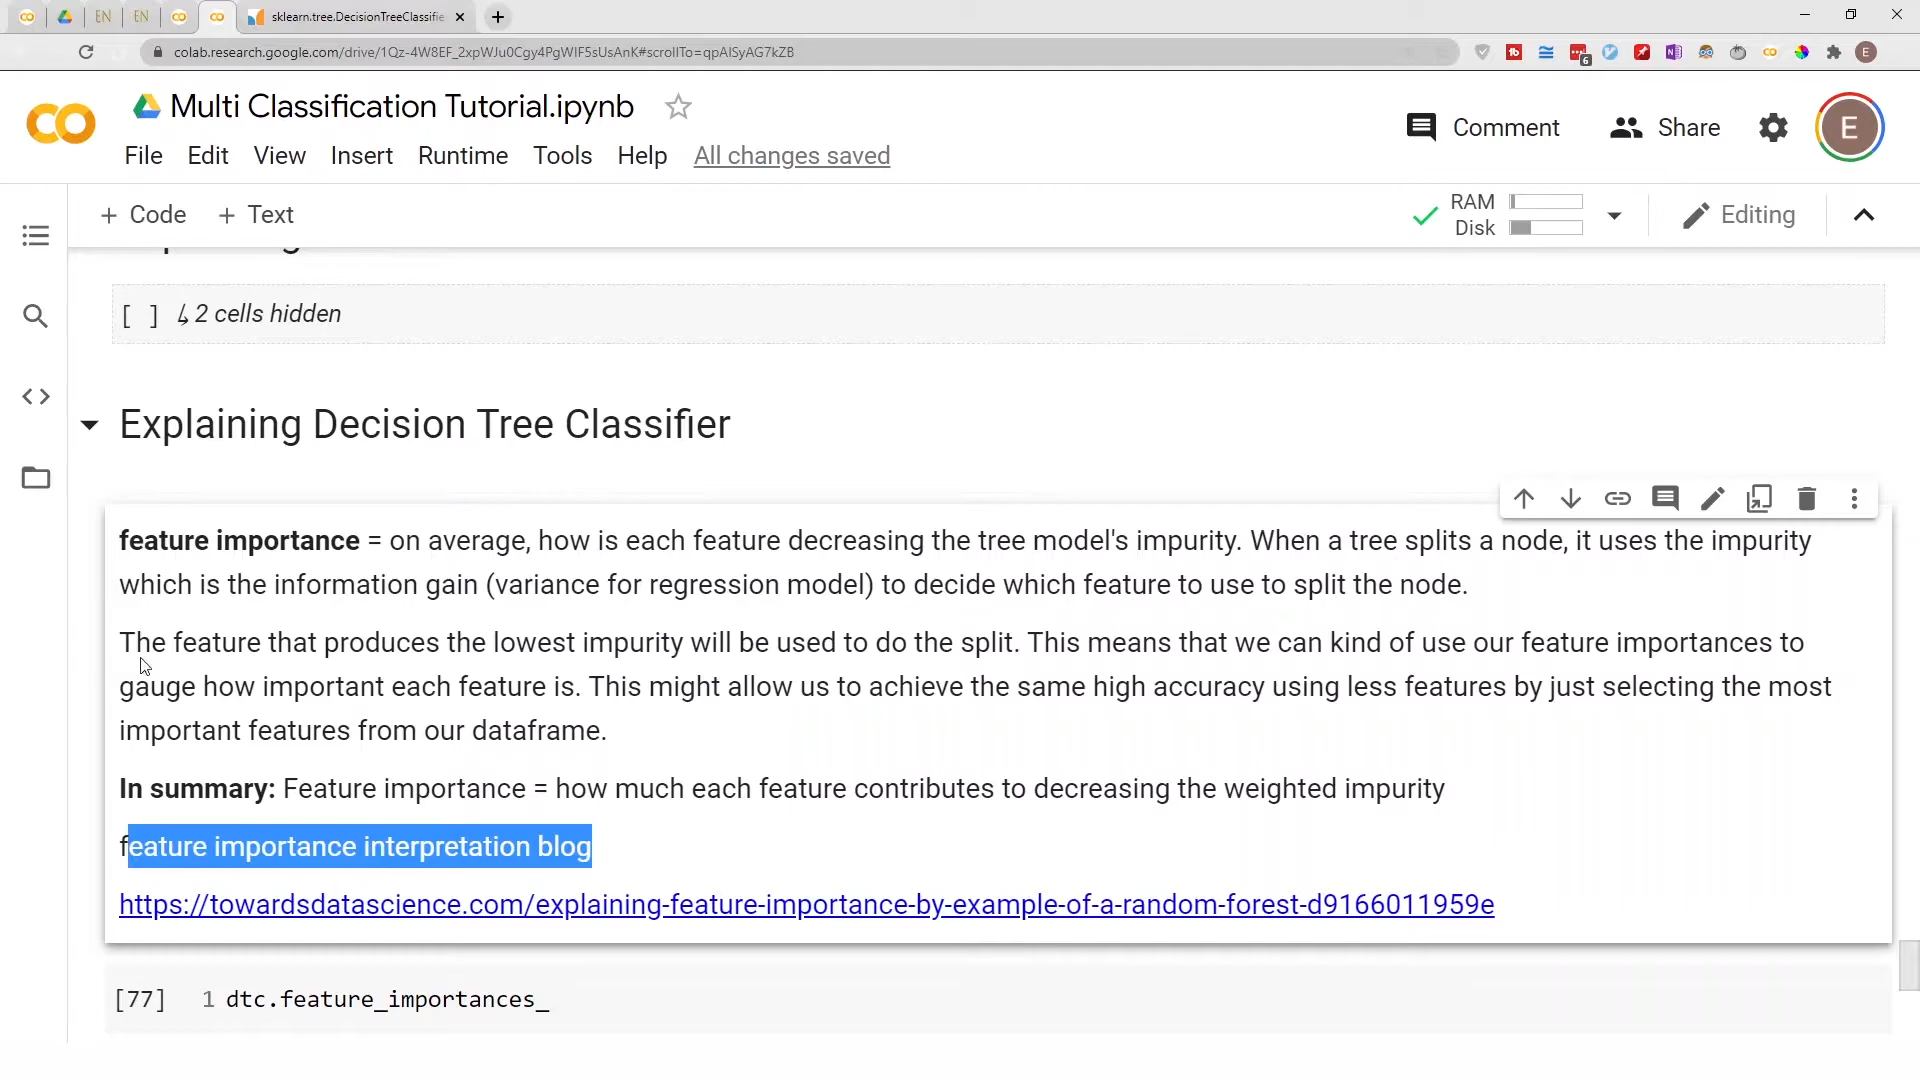 EN
EN
sklearn.tree.DecisionTreeClassifie
colab.research.google.com/drive/1Qz-4W8EF_2xpWJu0Cgy4PgWIF5sUsAnK#scrollTo=qpAISyAG7kZB
6
E
Multi Classification Tutorial.ipynb
Comment
Share
E
File Edit View Insert Runtime Tools Help All changes saved
+ Code + Text
RAM
Disk
Editing
[ ] ↳ 2 cells hidden
Explaining Decision Tree Classifier
feature importance = on average, how is each feature decreasing the tree model's impurity. When a tree splits a node, it uses the impurity
which is the information gain (variance for regression model) to decide which feature to use to split the node.
The feature that produces the lowest impurity will be used to do the split. This means that we can kind of use our feature importances to
gauge how important each feature is. This might allow us to achieve the same high accuracy using less features by just selecting the most
important features from our dataframe.
In summary: Feature importance = how much each feature contributes to decreasing the weighted impurity
feature importance interpretation blog
https://towardsdatascience.com/explaining-feature-importance-by-example-of-a-random-forest-d9166011959e
[77] 1 dtc.feature_importances_